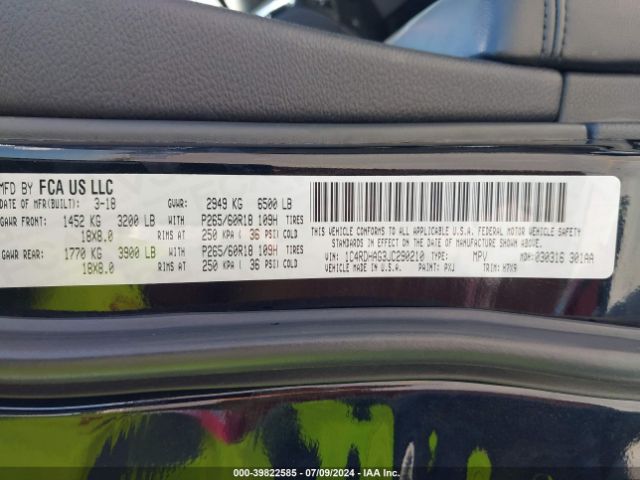 MFD BY FCA US LLC
DATE OF MFR(BUILT): 3-18 GVWR: 2949 KG 6500 LB
GAWR FRONT: 1452 KG 3200 LB WITH P265/60R18 109H TIRES
18X8.0 RIMS AT 250 KPA ( 36 PSI) COLD
GAWR REAR: 1770 KG 3900 LB WITH P265/60R18 109H TIRES
18X8.0 RIMS AT 250 KPA ( 36 PSI) COLD
THIS VEHICLE CONFORMS TO ALL APPLICABLE U.S.A. FEDERAL MOTOR VEHICLE SAFETY
STANDARDS IN EFFECT ON THE DATE OF MANUFACTURE SHOWN ABOVE.
VIN: 1C4RDHAG3JC290210 TYPE: MPV MDH: 030316 301AA
VEHICLE MADE IN U.S.A. PAINT: PXJ TRIM: H7X9
000-39822585 - 07/09/2024 - IAA Inc.